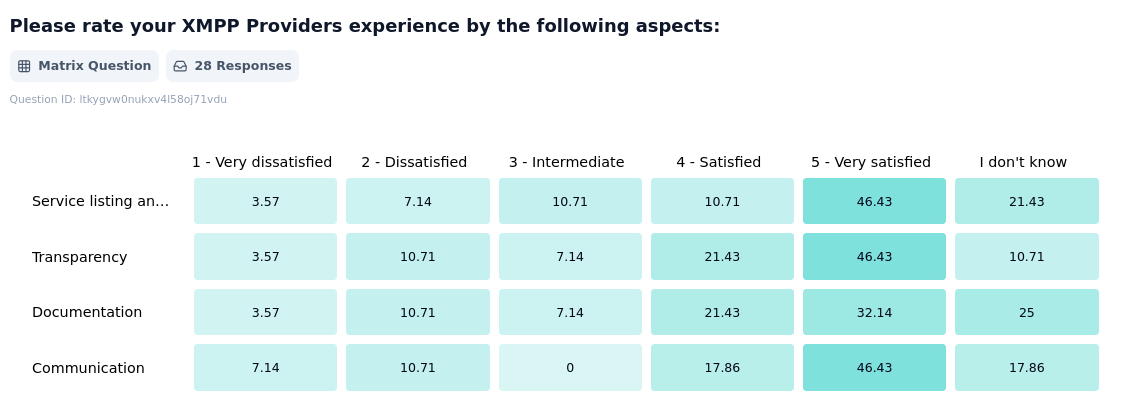 Please rate your XMPP Providers experience by the following aspects:
Matrix Question 28 Responses
Question ID: ltkygvw0nukxv4l58oj71vdu
1 - Very dissatisfied 2 - Dissatisfied 3 - Intermediate 4 - Satisfied 5 - Very satisfied I don't know
Service listing an... 3.57 7.14 10.71 10.71 46.43 21.43
Transparency 3.57 10.71 7.14 21.43 46.43 10.71
Documentation 3.57 10.71 7.14 21.43 32.14 25
Communication 7.14 10.71 0 17.86 46.43 17.86